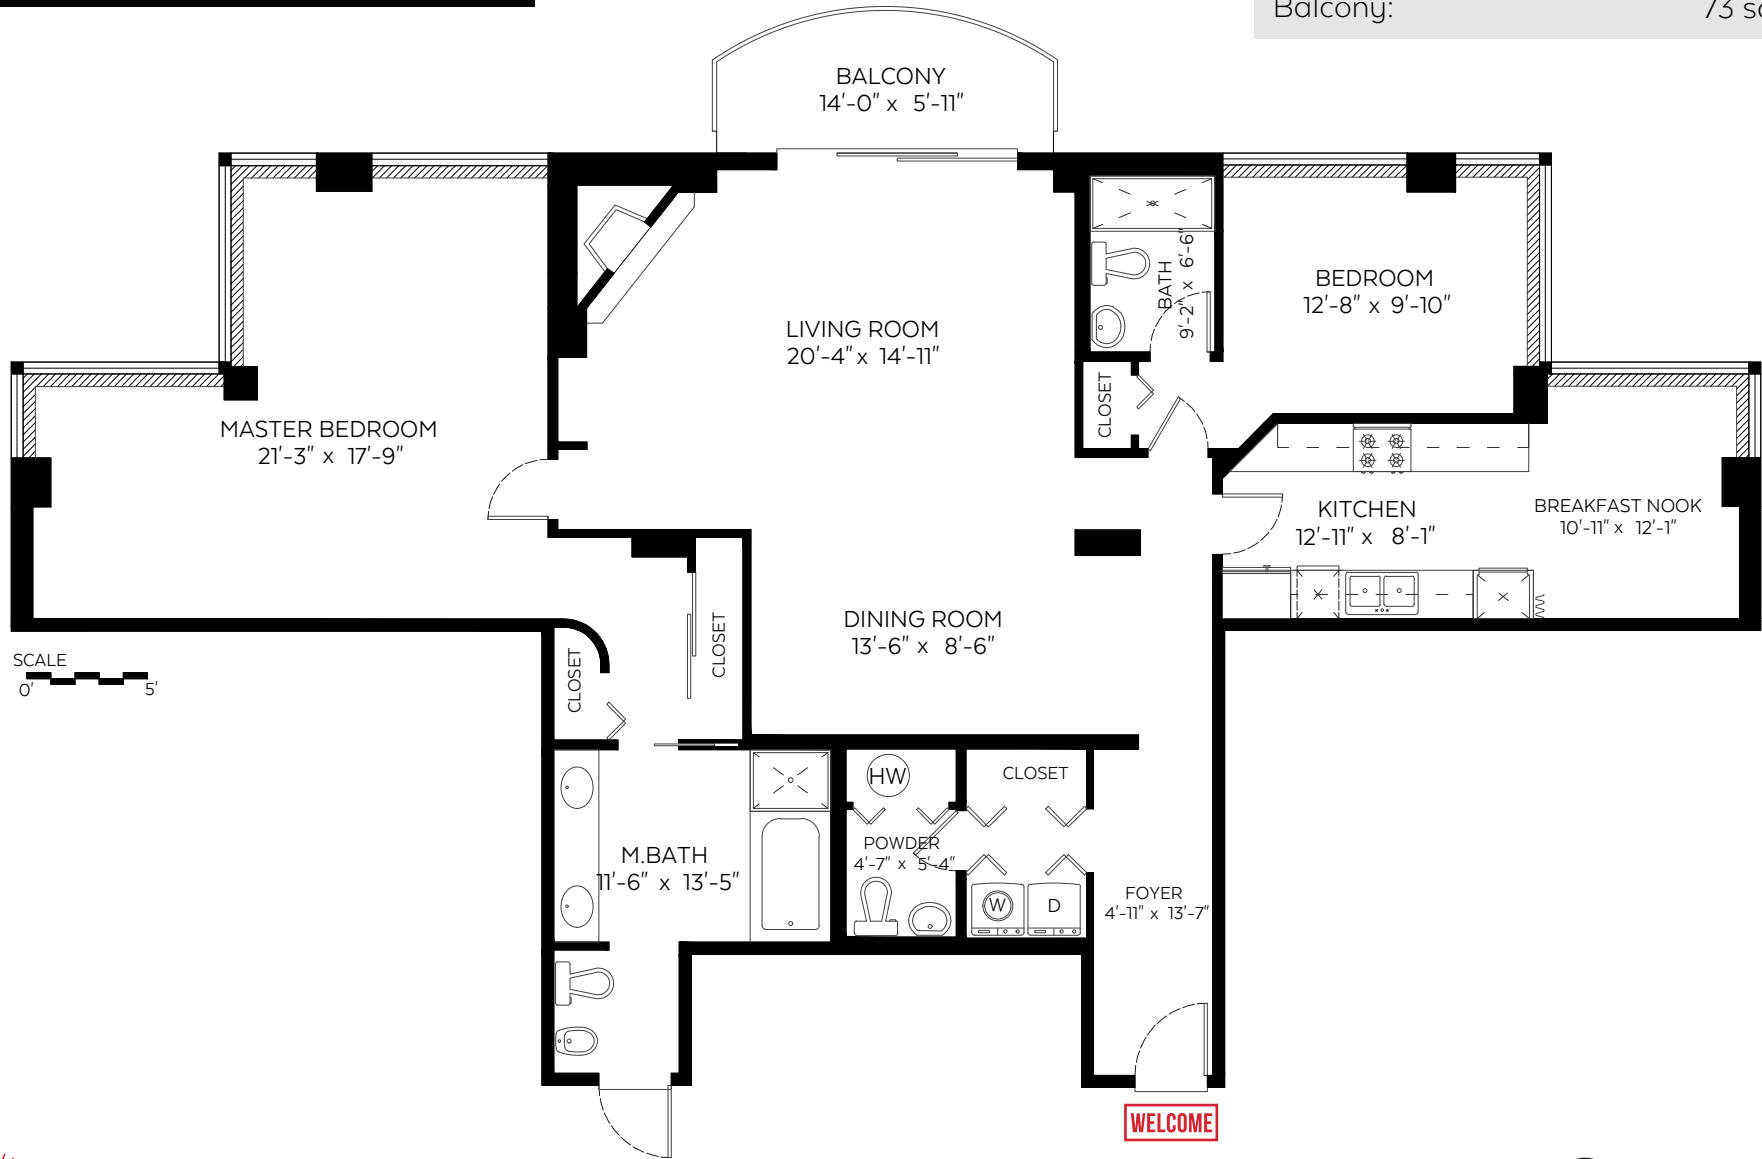 Balcony: 73
BALCONY
14'-0" x 5'-11"
BATH
9'-2" x 6'-6"
BEDROOM
12'-8" x 9'-10"
LIVING ROOM
20'-4" x 14'-11"
CLOSET
MASTER BEDROOM
21'-3" x 17'-9"
KITCHEN
12'-11" x 8'-1"
BREAKFAST NOOK
10'-11" x 12'-1"
DINING ROOM
13'-6" x 8'-6"
CLOSET
CLOSET
SCALE
0' 5'
HW
CLOSET
POWDER
4'-7" x 5'-4"
M.BATH
11'-6" x 13'-5"
W
D
FOYER
4'-11" x 13'-7"
WELCOME